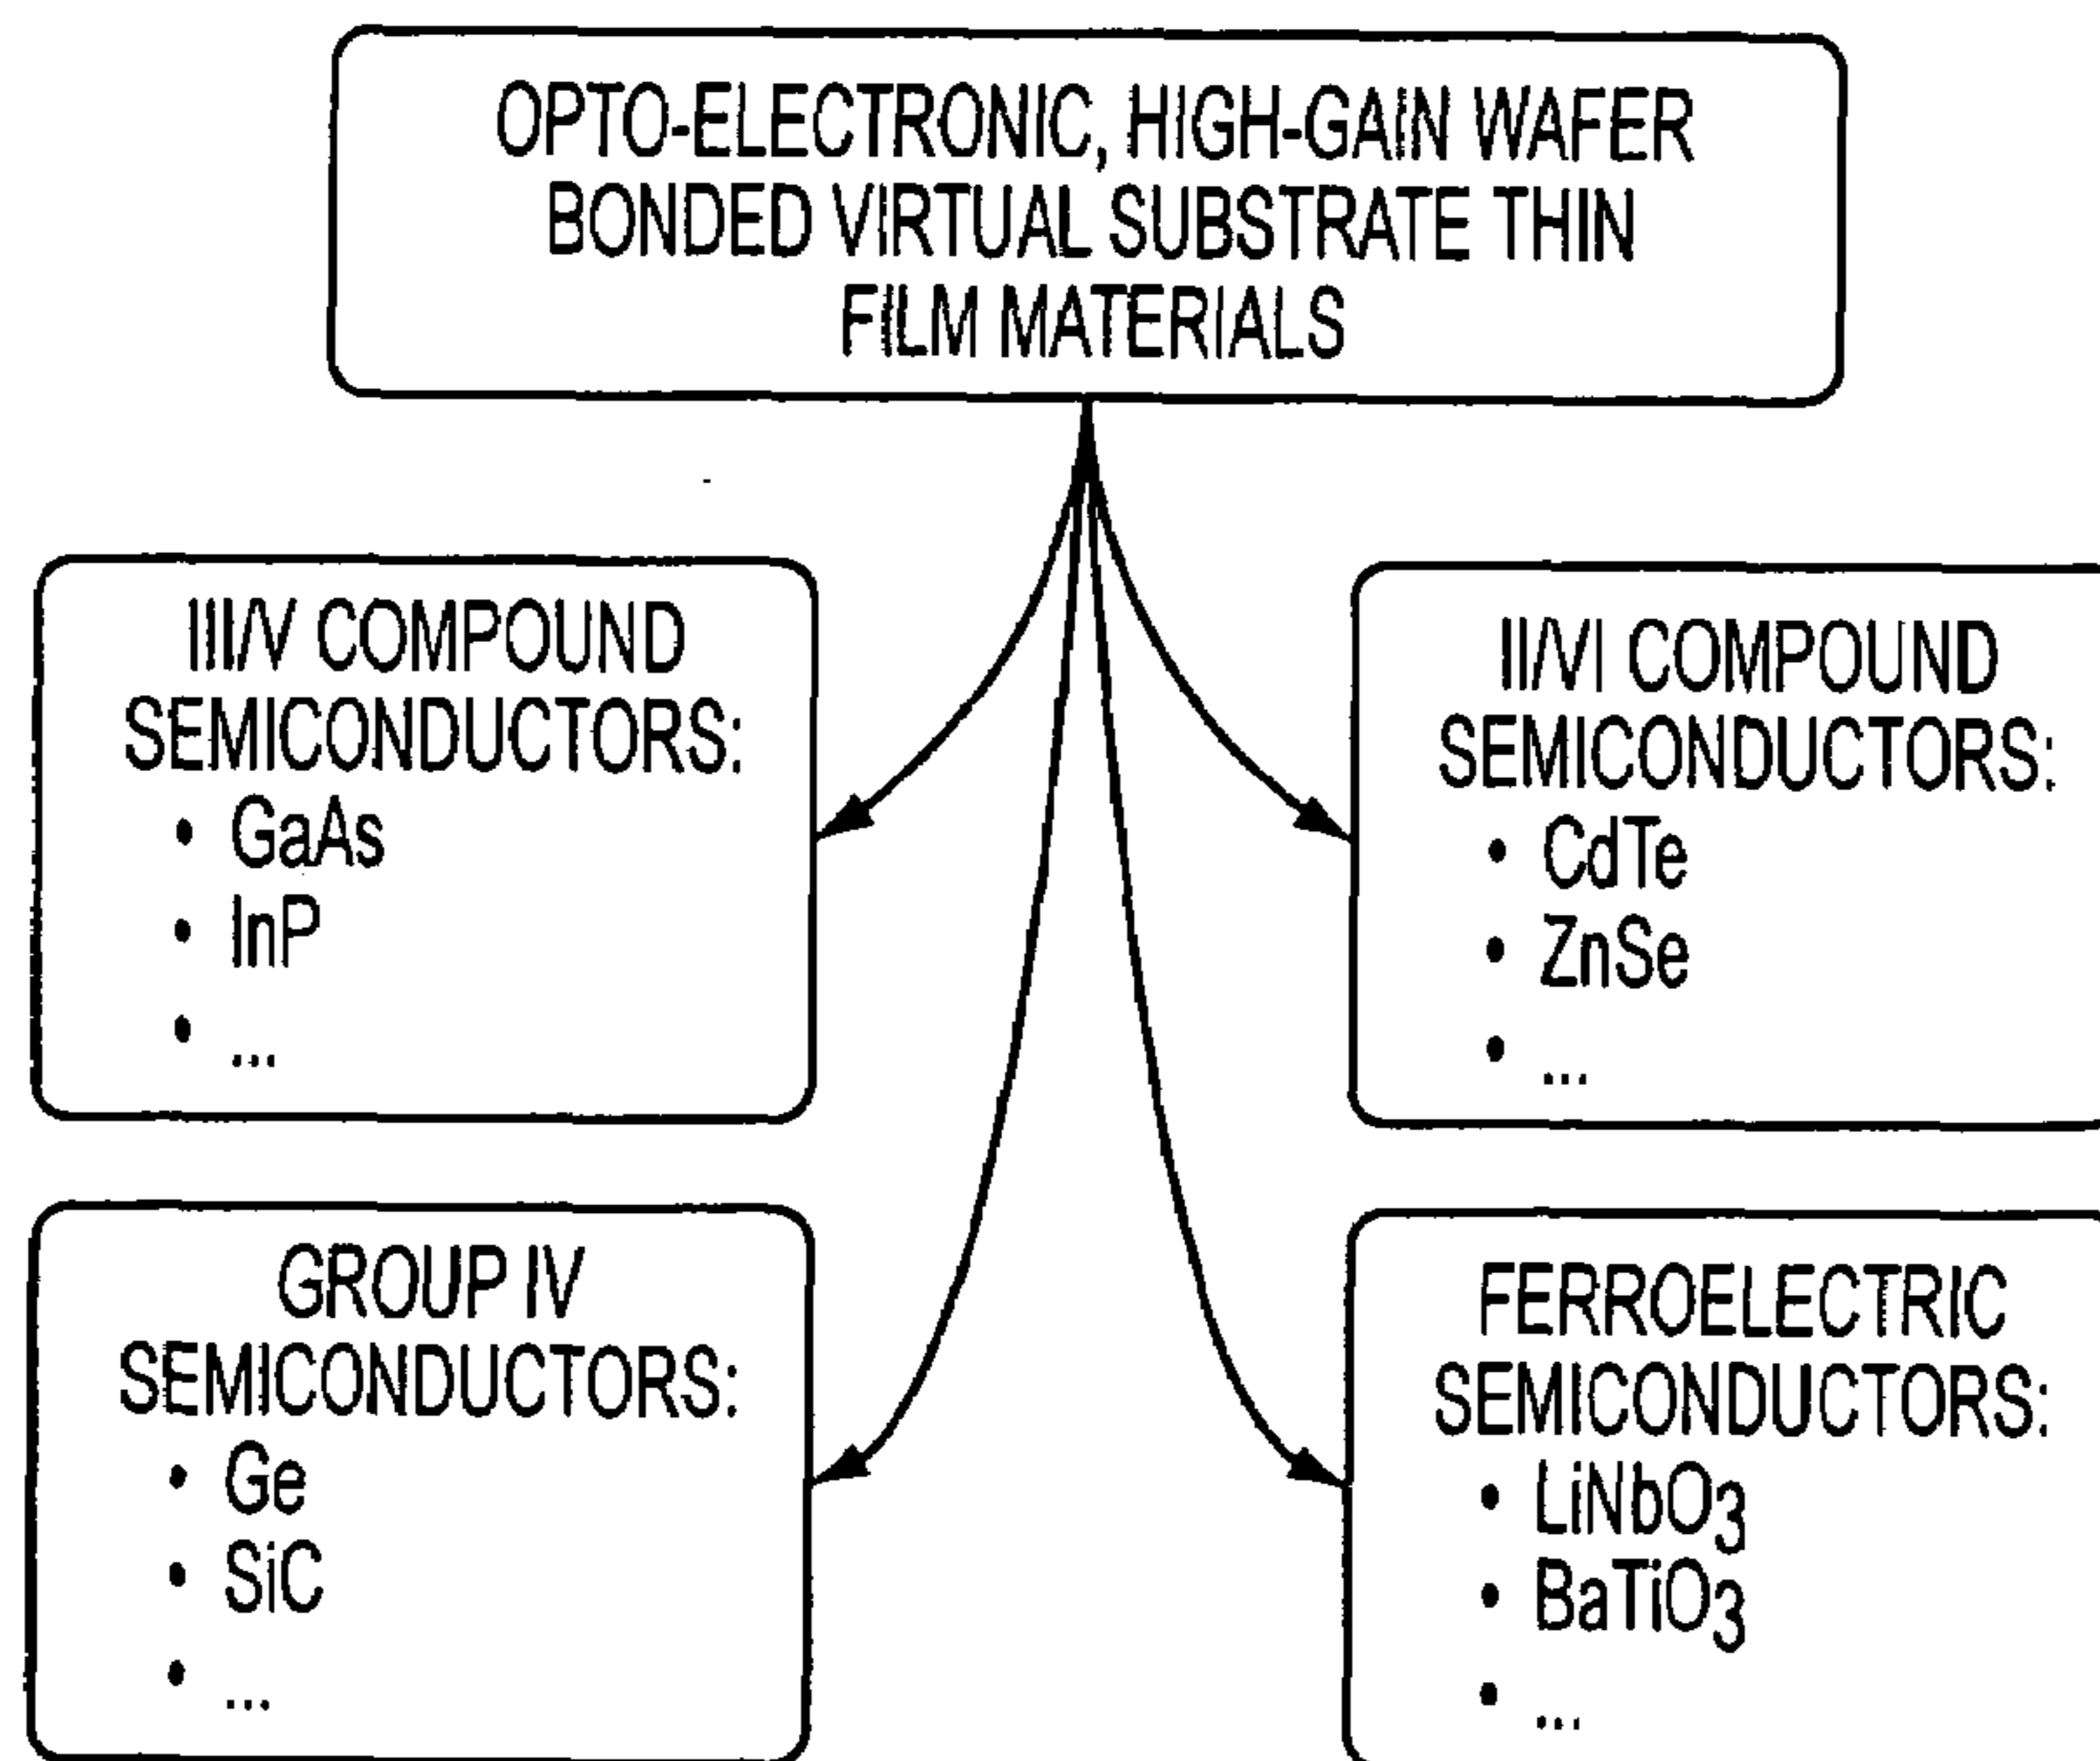 OPTO-ELECTRONIC, HIGH-GAIN WAFER
BONDED VIRTUAL SUBSTRATE THIN
FILM MATERIALS
III/V COMPOUND
SEMICONDUCTORS:
• GaAs
• InP
• ...
II/VI COMPOUND
SEMICONDUCTORS:
• CdTe
• ZnSe
• ...
GROUP IV
SEMICONDUCTORS:
• Ge
• SiC
• ...
FERROELECTRIC
SEMICONDUCTORS:
• LiNbO₃
• BaTiO₃
• ...